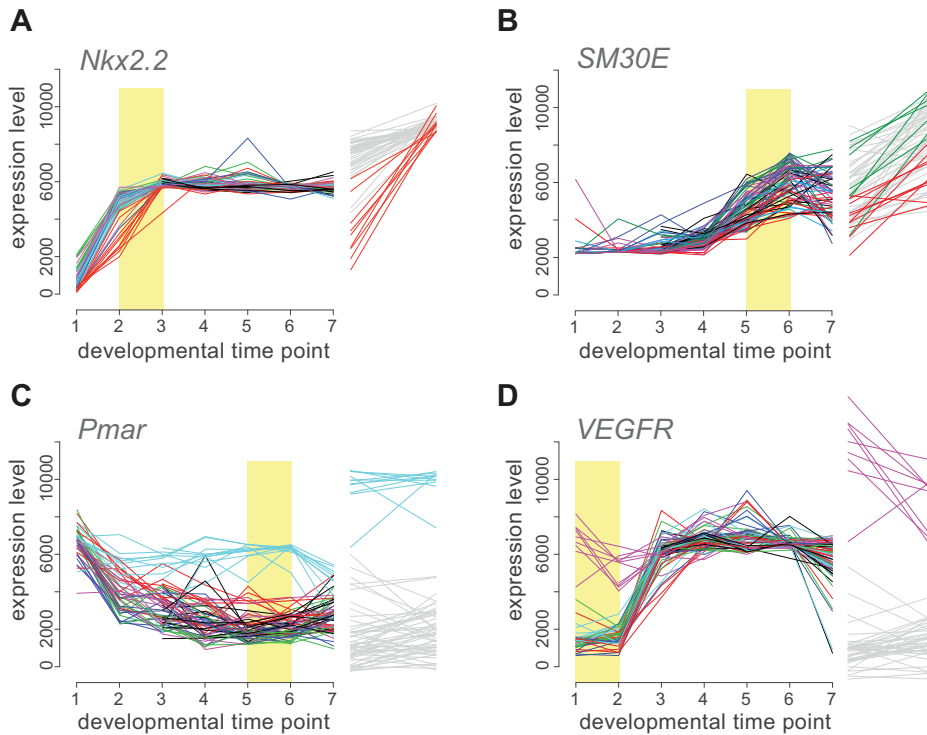 A
Nkx2.2
expression level
0 2000 6000 10000
1 2 3 4 5 6 7
developmental time point
B
SM30E
expression level
0 2000 6000 10000
1 2 3 4 5 6 7
developmental time point
C
Pmar
expression level
0 2000 6000 10000
1 2 3 4 5 6 7
developmental time point
D
VEGFR
expression level
0 2000 6000 10000
1 2 3 4 5 6 7
developmental time point